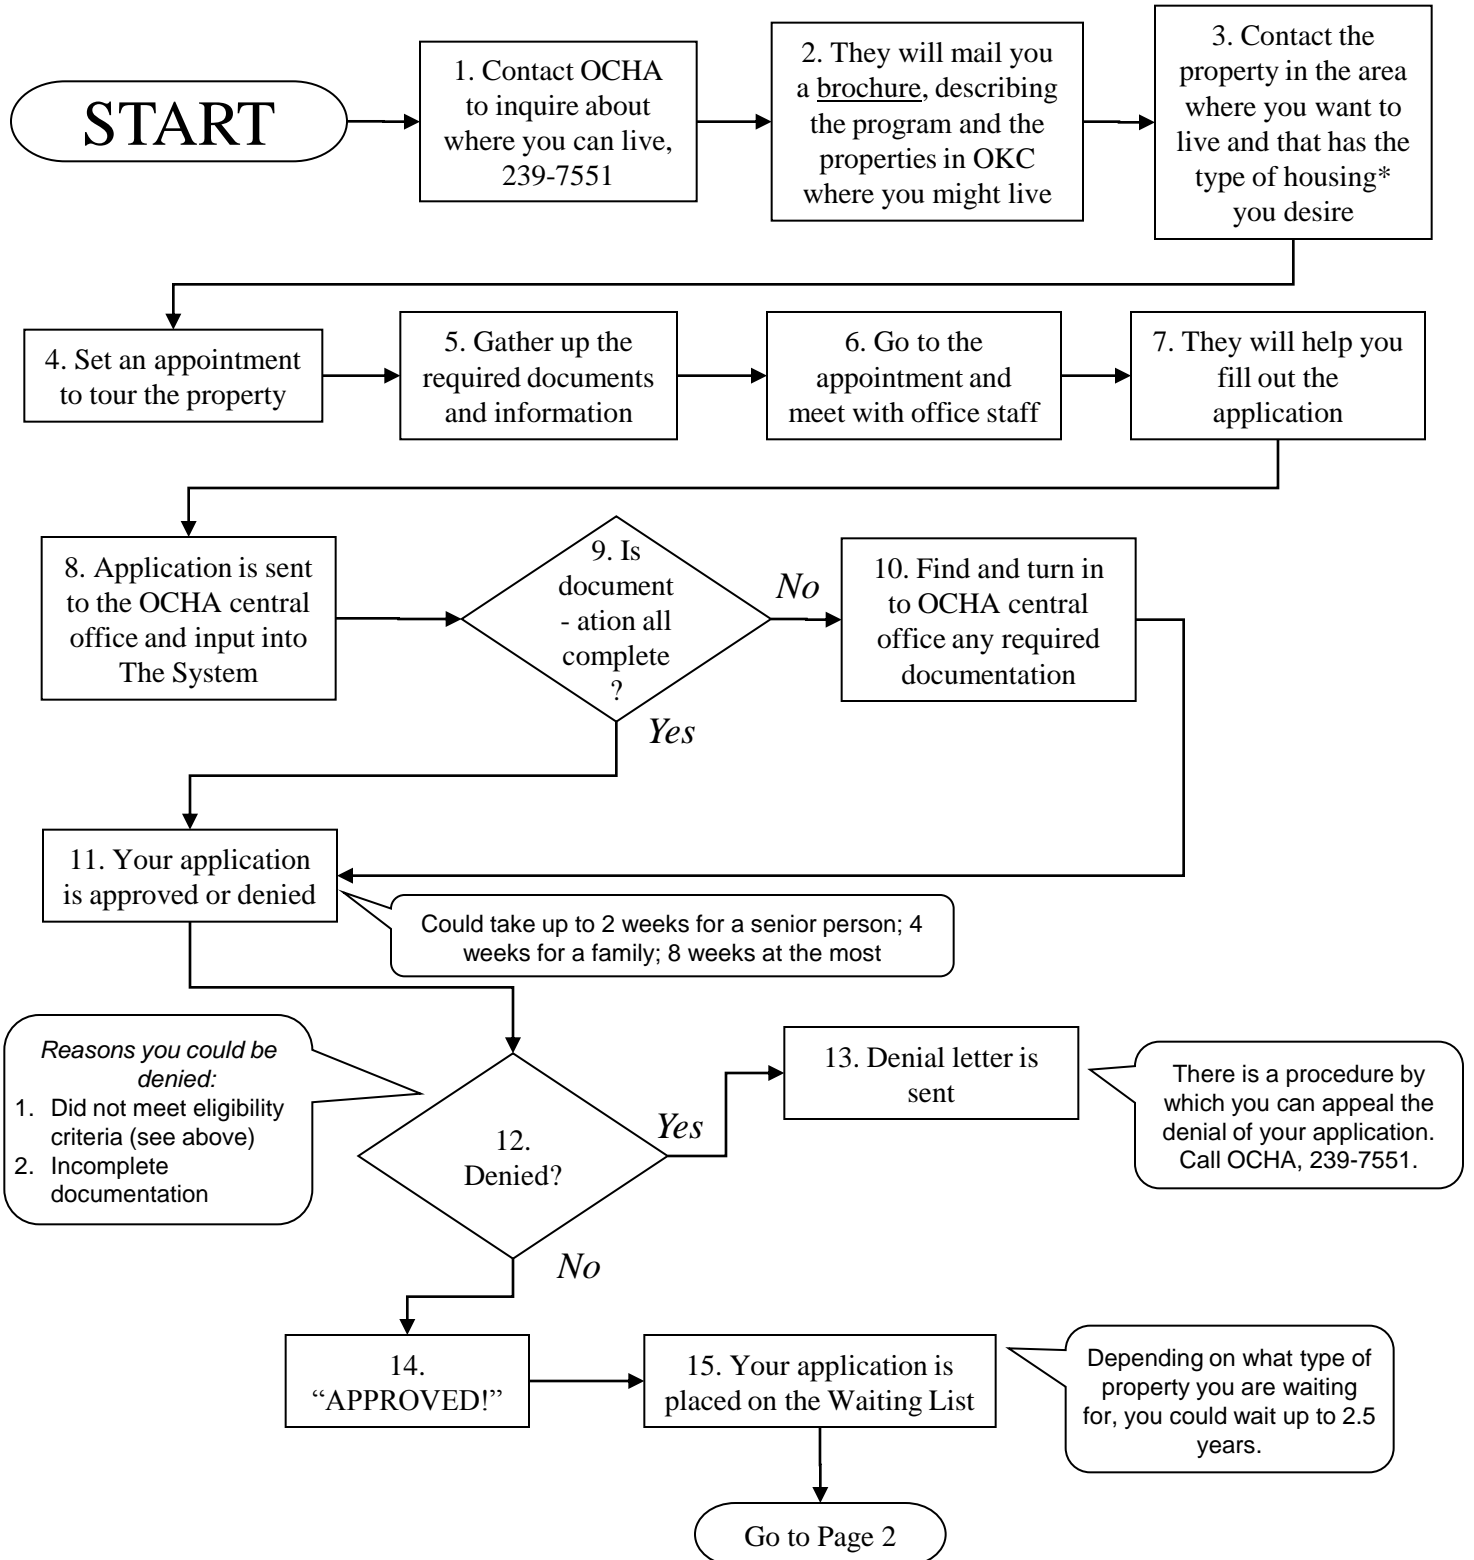 START
1. Contact OCHA
to inquire about
where you can live,
239-7551
2. They will mail you
a brochure, describing
the program and the
properties in OKC
where you might live
3. Contact the
property in the area
where you want to
live and that has the
type of housing*
you desire
4. Set an appointment
to tour the property
5. Gather up the
required documents
and information
6. Go to the
appointment and
meet with office staff
7. They will help you
fill out the
application
8. Application is sent
to the OCHA central
office and input into
The System
9. Is
document
- ation all
complete
?
No
Yes
10. Find and turn in
to OCHA central
office any required
documentation
11. Your application
is approved or denied
Could take up to 2 weeks for a senior person; 4
weeks for a family; 8 weeks at the most
Reasons you could be
denied:
1. Did not meet eligibility
criteria (see above)
2. Incomplete
documentation
12.
Denied?
Yes
No
13. Denial letter is
sent
There is a procedure by
which you can appeal the
denial of your application.
Call OCHA, 239-7551.
14.
“APPROVED!”
15. Your application is
placed on the Waiting List
Depending on what type of
property you are waiting
for, you could wait up to 2.5
years.
Go to Page 2